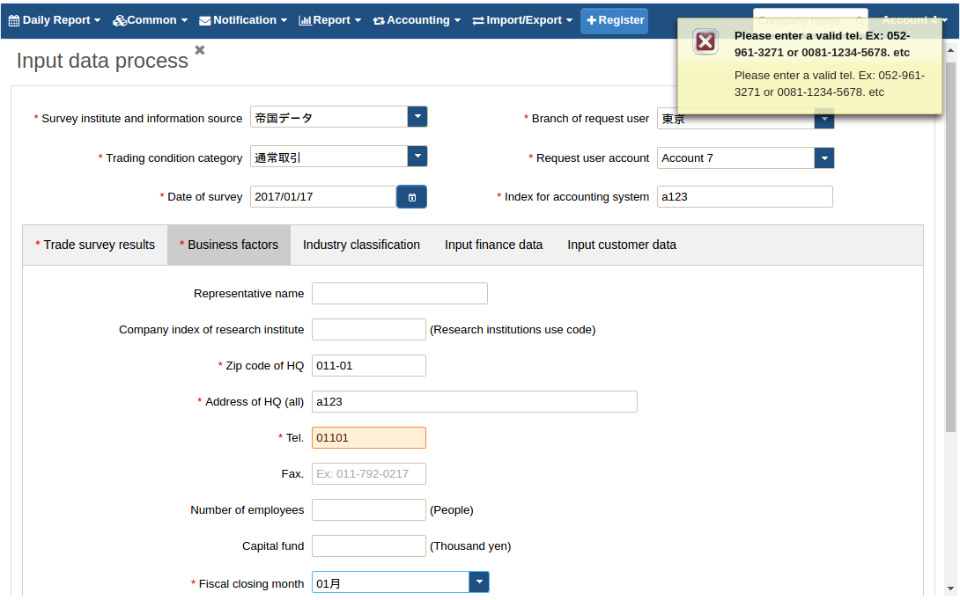 Daily Report Common Notification Report Accounting Import/Export +Register Account 4
Please enter a valid tel. Ex: 052-
961-3271 or 0081-1234-5678. etc
Please enter a valid tel. Ex: 052-961-
3271 or 0081-1234-5678. etc
Input data process
* Survey institute and information source 帝国データ * Branch of request user 東京
* Trading condition category 通常取引 * Request user account Account 7
* Date of survey 2017/01/17 * Index for accounting system a123
* Trade survey results * Business factors Industry classification Input finance data Input customer data
Representative name
Company index of research institute (Research institutions use code)
* Zip code of HQ 011-01
* Address of HQ (all) a123
* Tel. 01101
Fax. Ex: 011-792-0217
Number of employees (People)
Capital fund (Thousand yen)
* Fiscal closing month 01月